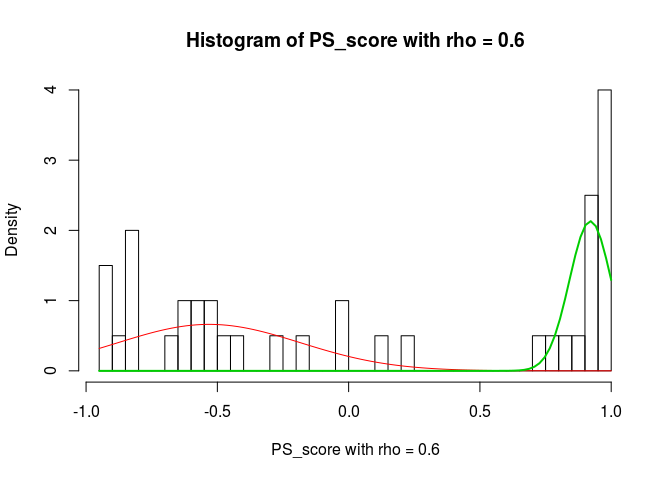 Histogram of PS_score with rho = 0.6
Density
4
3
2
1
0
-1.0 -0.5 0.0 0.5 1.0
PS_score with rho = 0.6